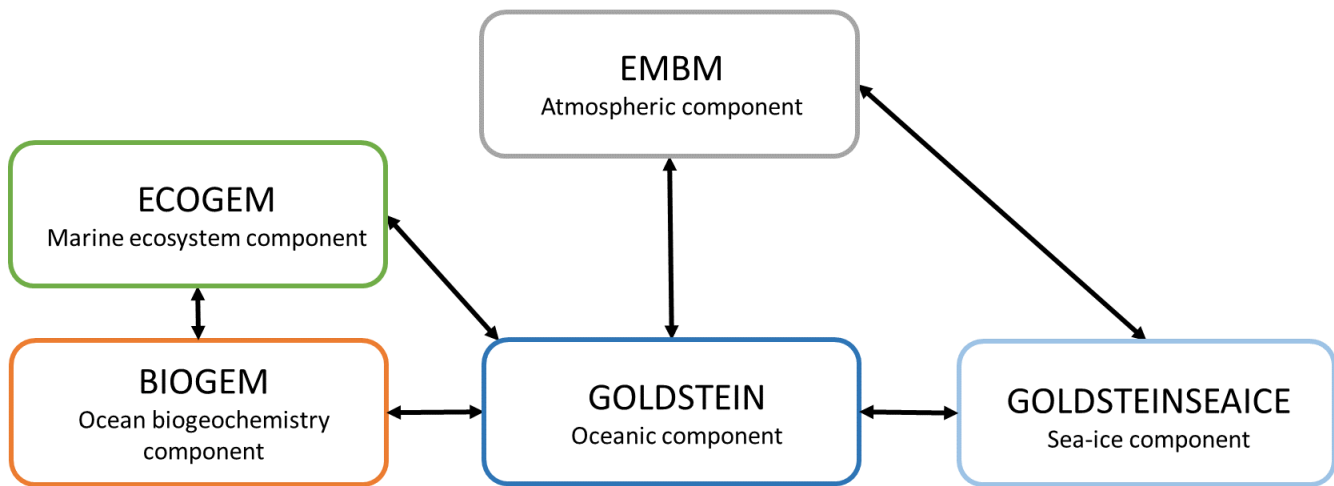 EMBM
Atmospheric component
ECOGEM
Marine ecosystem component
BIOGEM
Ocean biogeochemistry
component
GOLDSTEIN
Oceanic component
GOLDSTEINSEAICE
Sea-ice component